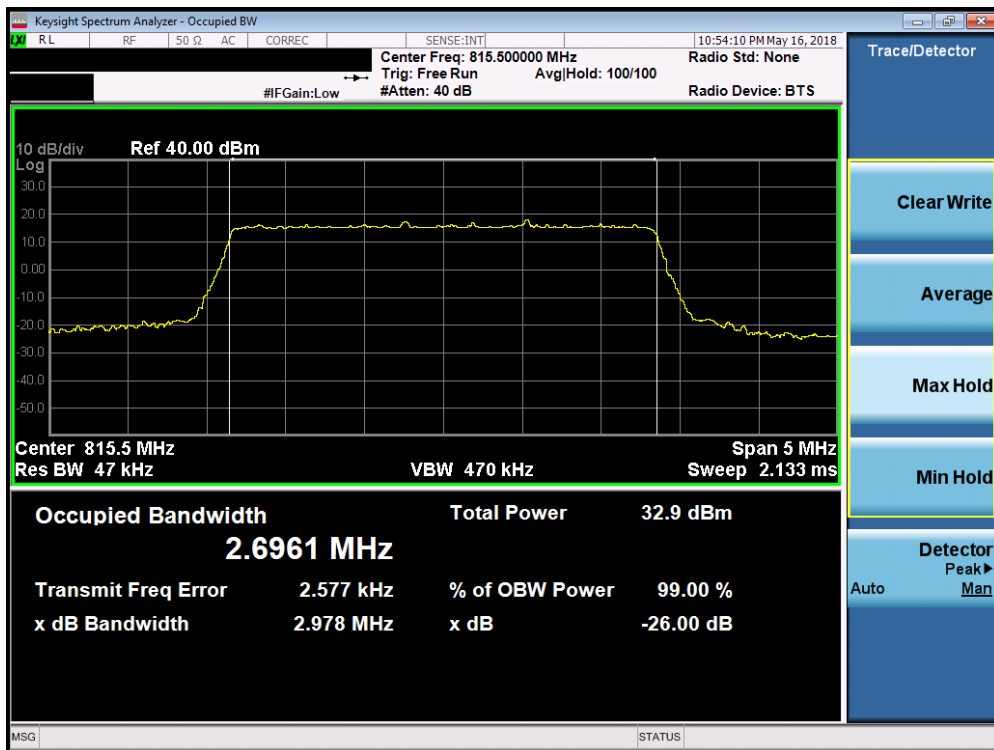 Keysight Spectrum Analyzer - Occupied BW
LXI RL RF 50 Ω AC CORREC SENSE:INT 10:54:10 PM May 16, 2018
Center Freq: 815.500000 MHz Radio Std: None
Trig: Free Run Avg|Hold: 100/100
#IFGain:Low #Atten: 40 dB Radio Device: BTS
10 dB/div Ref 40.00 dBm
Log
30.0
20.0
10.0
0.00
-10.0
-20.0
-30.0
-40.0
-50.0
Center 815.5 MHz Span 5 MHz
Res BW 47 kHz VBW 470 kHz Sweep 2.133 ms
Occupied Bandwidth Total Power 32.9 dBm
2.6961 MHz
Transmit Freq Error 2.577 kHz % of OBW Power 99.00 %
x dB Bandwidth 2.978 MHz x dB -26.00 dB
MSG STATUS
Trace/Detector
Clear Write
Average
Max Hold
Min Hold
Detector
Peak▶
Auto Man